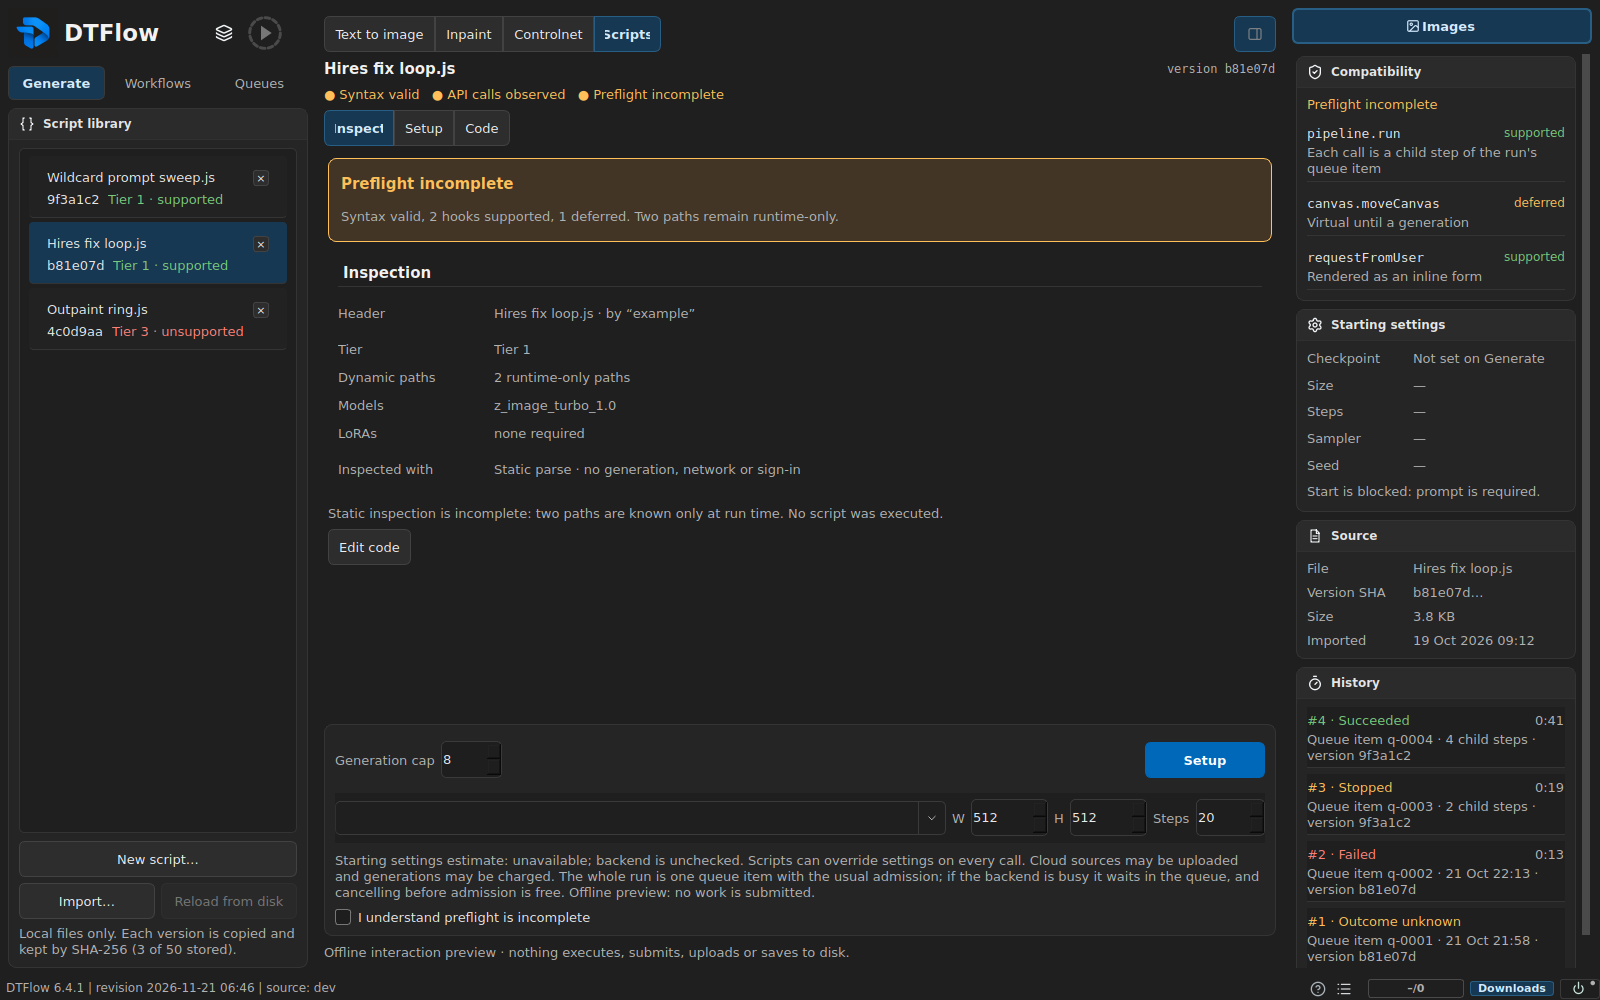 DTFlow
Generate
Workflows
Queues
Script library
Wildcard prompt sweep.js
9f3a1c2 Tier 1 · supported
Hires fix loop.js
b81e07d Tier 1 · supported
Outpaint ring.js
4c0d9aa Tier 3 · unsupported
New script...
Import...
Reload from disk
Local files only. Each version is copied and
kept by SHA-256 (3 of 50 stored).
Text to image
Inpaint
Controlnet
Scripts
Hires fix loop.js
version b81e07d
Syntax valid
API calls observed
Preflight incomplete
Inspect
Setup
Code
Preflight incomplete
Syntax valid, 2 hooks supported, 1 deferred. Two paths remain runtime-only.
Inspection
Header Hires fix loop.js · by “example”
Tier Tier 1
Dynamic paths 2 runtime-only paths
Models z_image_turbo_1.0
LoRAs none required
Inspected with Static parse · no generation, network or sign-in
Static inspection is incomplete: two paths are known only at run time. No script was executed.
Edit code
Generation cap 8
Setup
W 512 H 512 Steps 20
Starting settings estimate: unavailable; backend is unchecked. Scripts can override settings on every call. Cloud sources may be uploaded
and generations may be charged. The whole run is one queue item with the usual admission; if the backend is busy it waits in the queue, and
cancelling before admission is free. Offline preview: no work is submitted.
I understand preflight is incomplete
Offline interaction preview · nothing executes, submits, uploads or saves to disk.
Images
Compatibility
Preflight incomplete
pipeline.run supported
Each call is a child step of the run's
queue item
canvas.moveCanvas deferred
Virtual until a generation
requestFromUser supported
Rendered as an inline form
Starting settings
Checkpoint Not set on Generate
Size —
Steps —
Sampler —
Seed —
Start is blocked: prompt is required.
Source
File Hires fix loop.js
Version SHA b81e07d...
Size 3.8 KB
Imported 19 Oct 2026 09:12
History
#4 · Succeeded 0:41
Queue item q-0004 · 4 child steps ·
version 9f3a1c2
#3 · Stopped 0:19
Queue item q-0003 · 2 child steps ·
version 9f3a1c2
#2 · Failed 0:13
Queue item q-0002 · 21 Oct 22:13 ·
version b81e07d
#1 · Outcome unknown
Queue item q-0001 · 21 Oct 21:58 ·
version b81e07d
DTFlow 6.4.1 | revision 2026-11-21 06:46 | source: dev
–/0
Downloads